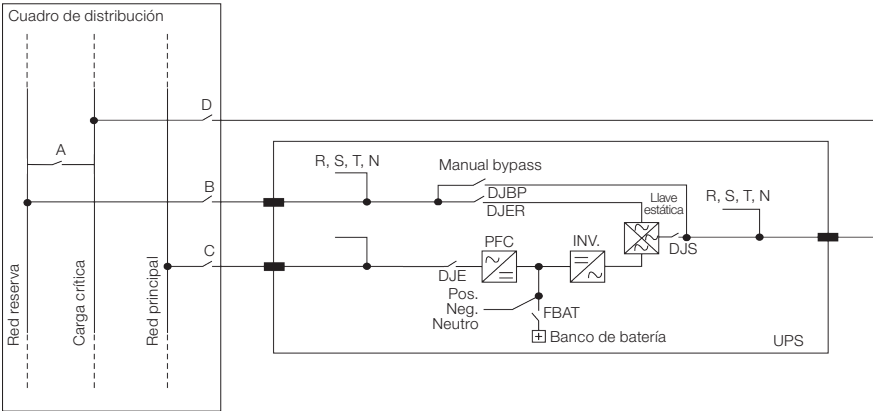 Cuadro de distribución
D
A
B
C
Red reserva
Carga crítica
Red principal
R, S, T, N
Manual bypass
DJBP
DJER
Llave
estática
R, S, T, N
DJS
PFC
INV.
DJE
Pos.
Neg.
Neutro
FBAT
Banco de batería
UPS